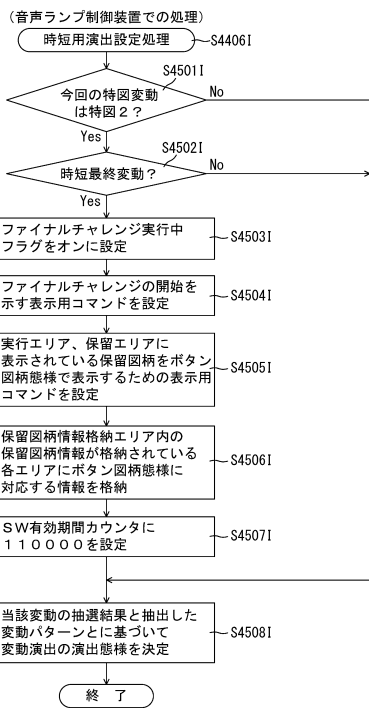 (音声ランプ制御装置での処理)
時短用演出設定処理
S4406I
S4501I
今回の特図変動
は特図2?
No
Yes
S4502I
時短最終変動?
No
Yes
ファイナルチャレンジ実行中
フラグをオンに設定
S4503I
ファイナルチャレンジの開始を
示す表示用コマンドを設定
S4504I
実行エリア、保留エリアに
表示されている保留図柄をボタン
図柄態様で表示するための表示用
コマンドを設定
S4505I
保留図柄情報格納エリア内の
保留図柄情報が格納されている
各エリアにボタン図柄態様に
対応する情報を格納
S4506I
SW有効期間カウンタに
110000を設定
S4507I
当該変動の抽選結果と抽出した
変動パターンとに基づいて
変動演出の演出態様を決定
S4508I
終 了